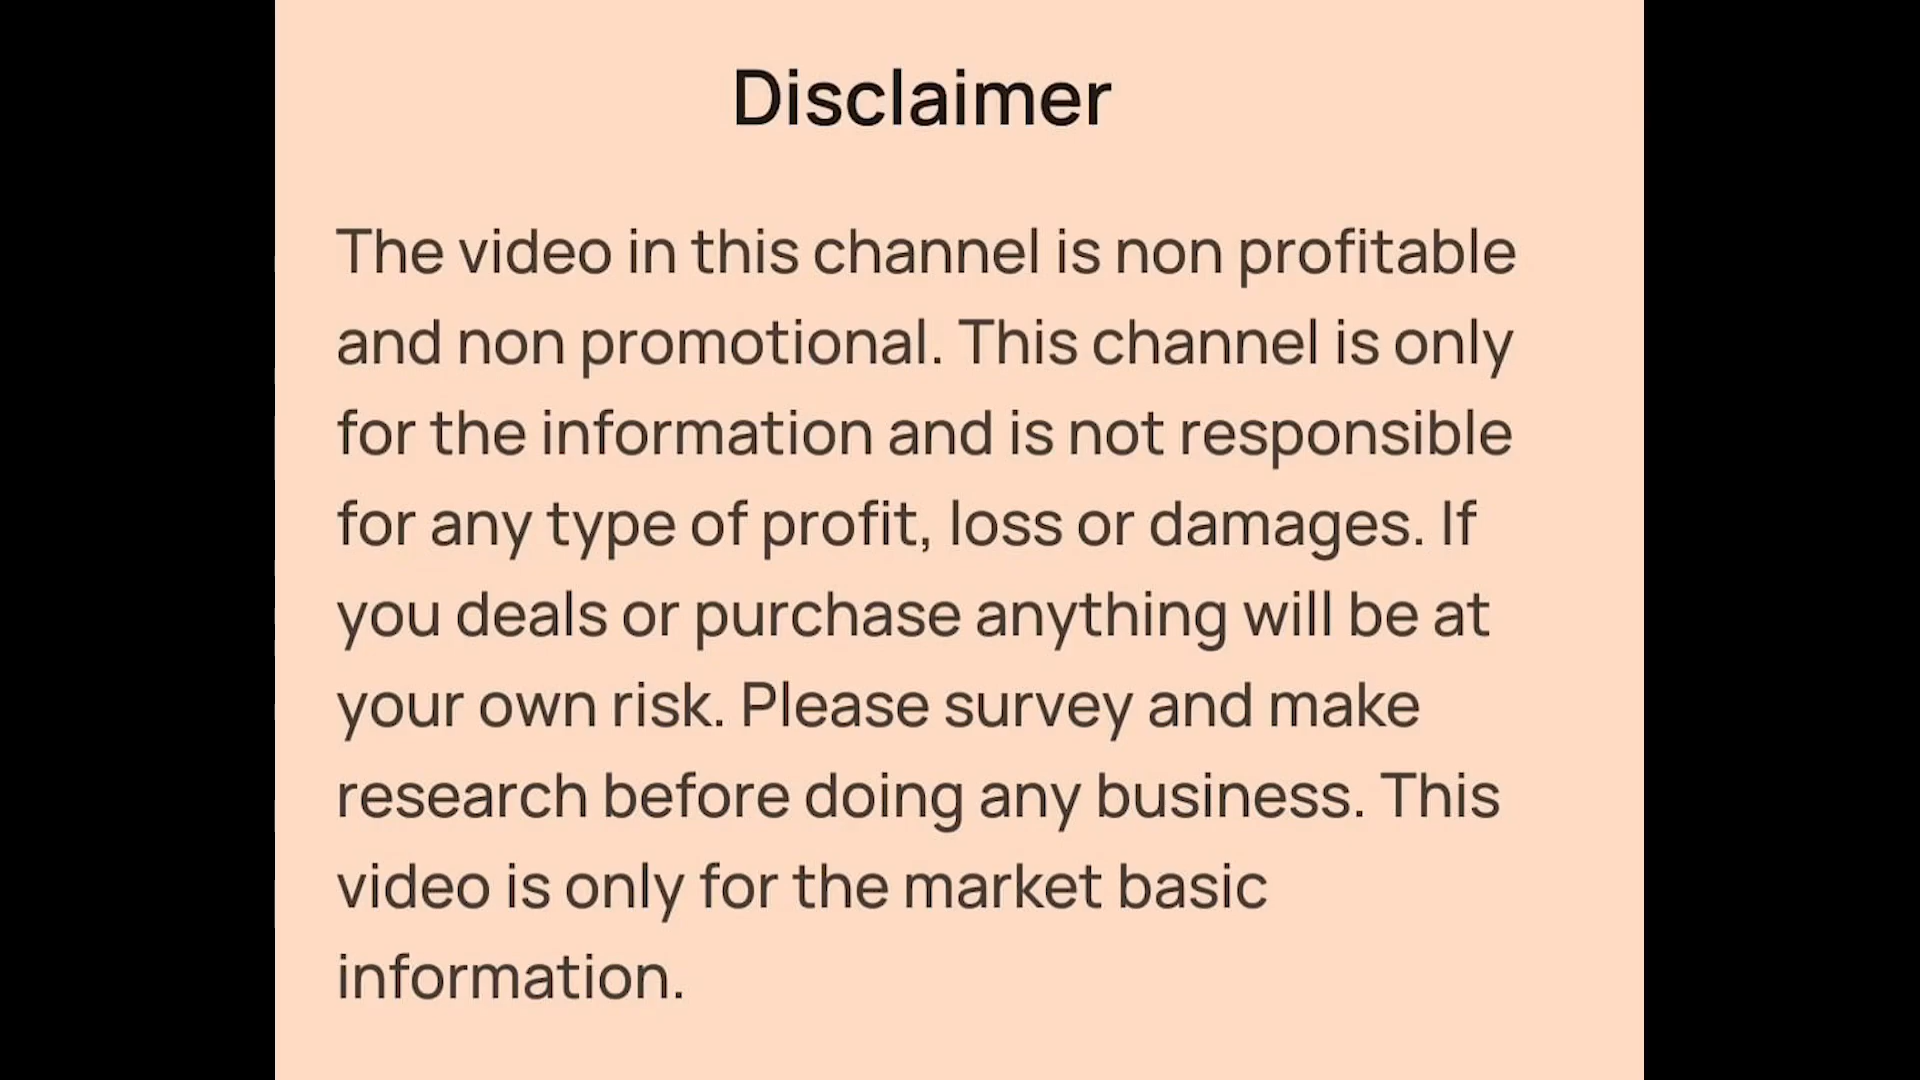 Disclaimer
The video in this channel is non profitable
and non promotional. This channel is only
for the information and is not responsible
for any type of profit, loss or damages. If
you deals or purchase anything will be at
your own risk. Please survey and make
research before doing any business. This
video is only for the market basic
information.